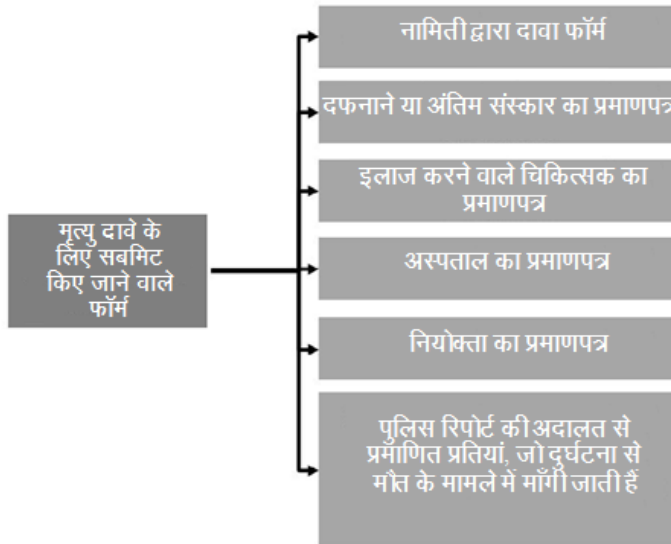 नामिती द्वारा दावा फॉर्म
दफनाने या अंतिम संस्कार का प्रमाणपत्र
इलाज करने वाले चिकित्सक का
प्रमाणपत्र
मृत्यु दावे के
लिए सबमिट
किए जाने वाले
फॉर्म
अस्पताल का प्रमाणपत्र
नियोक्ता का प्रमाणपत्र
पुलिस रिपोर्ट की अदालत से
प्रमाणित प्रतियां, जो दुर्घटना से
मौत के मामले में माँगी जाती हैं